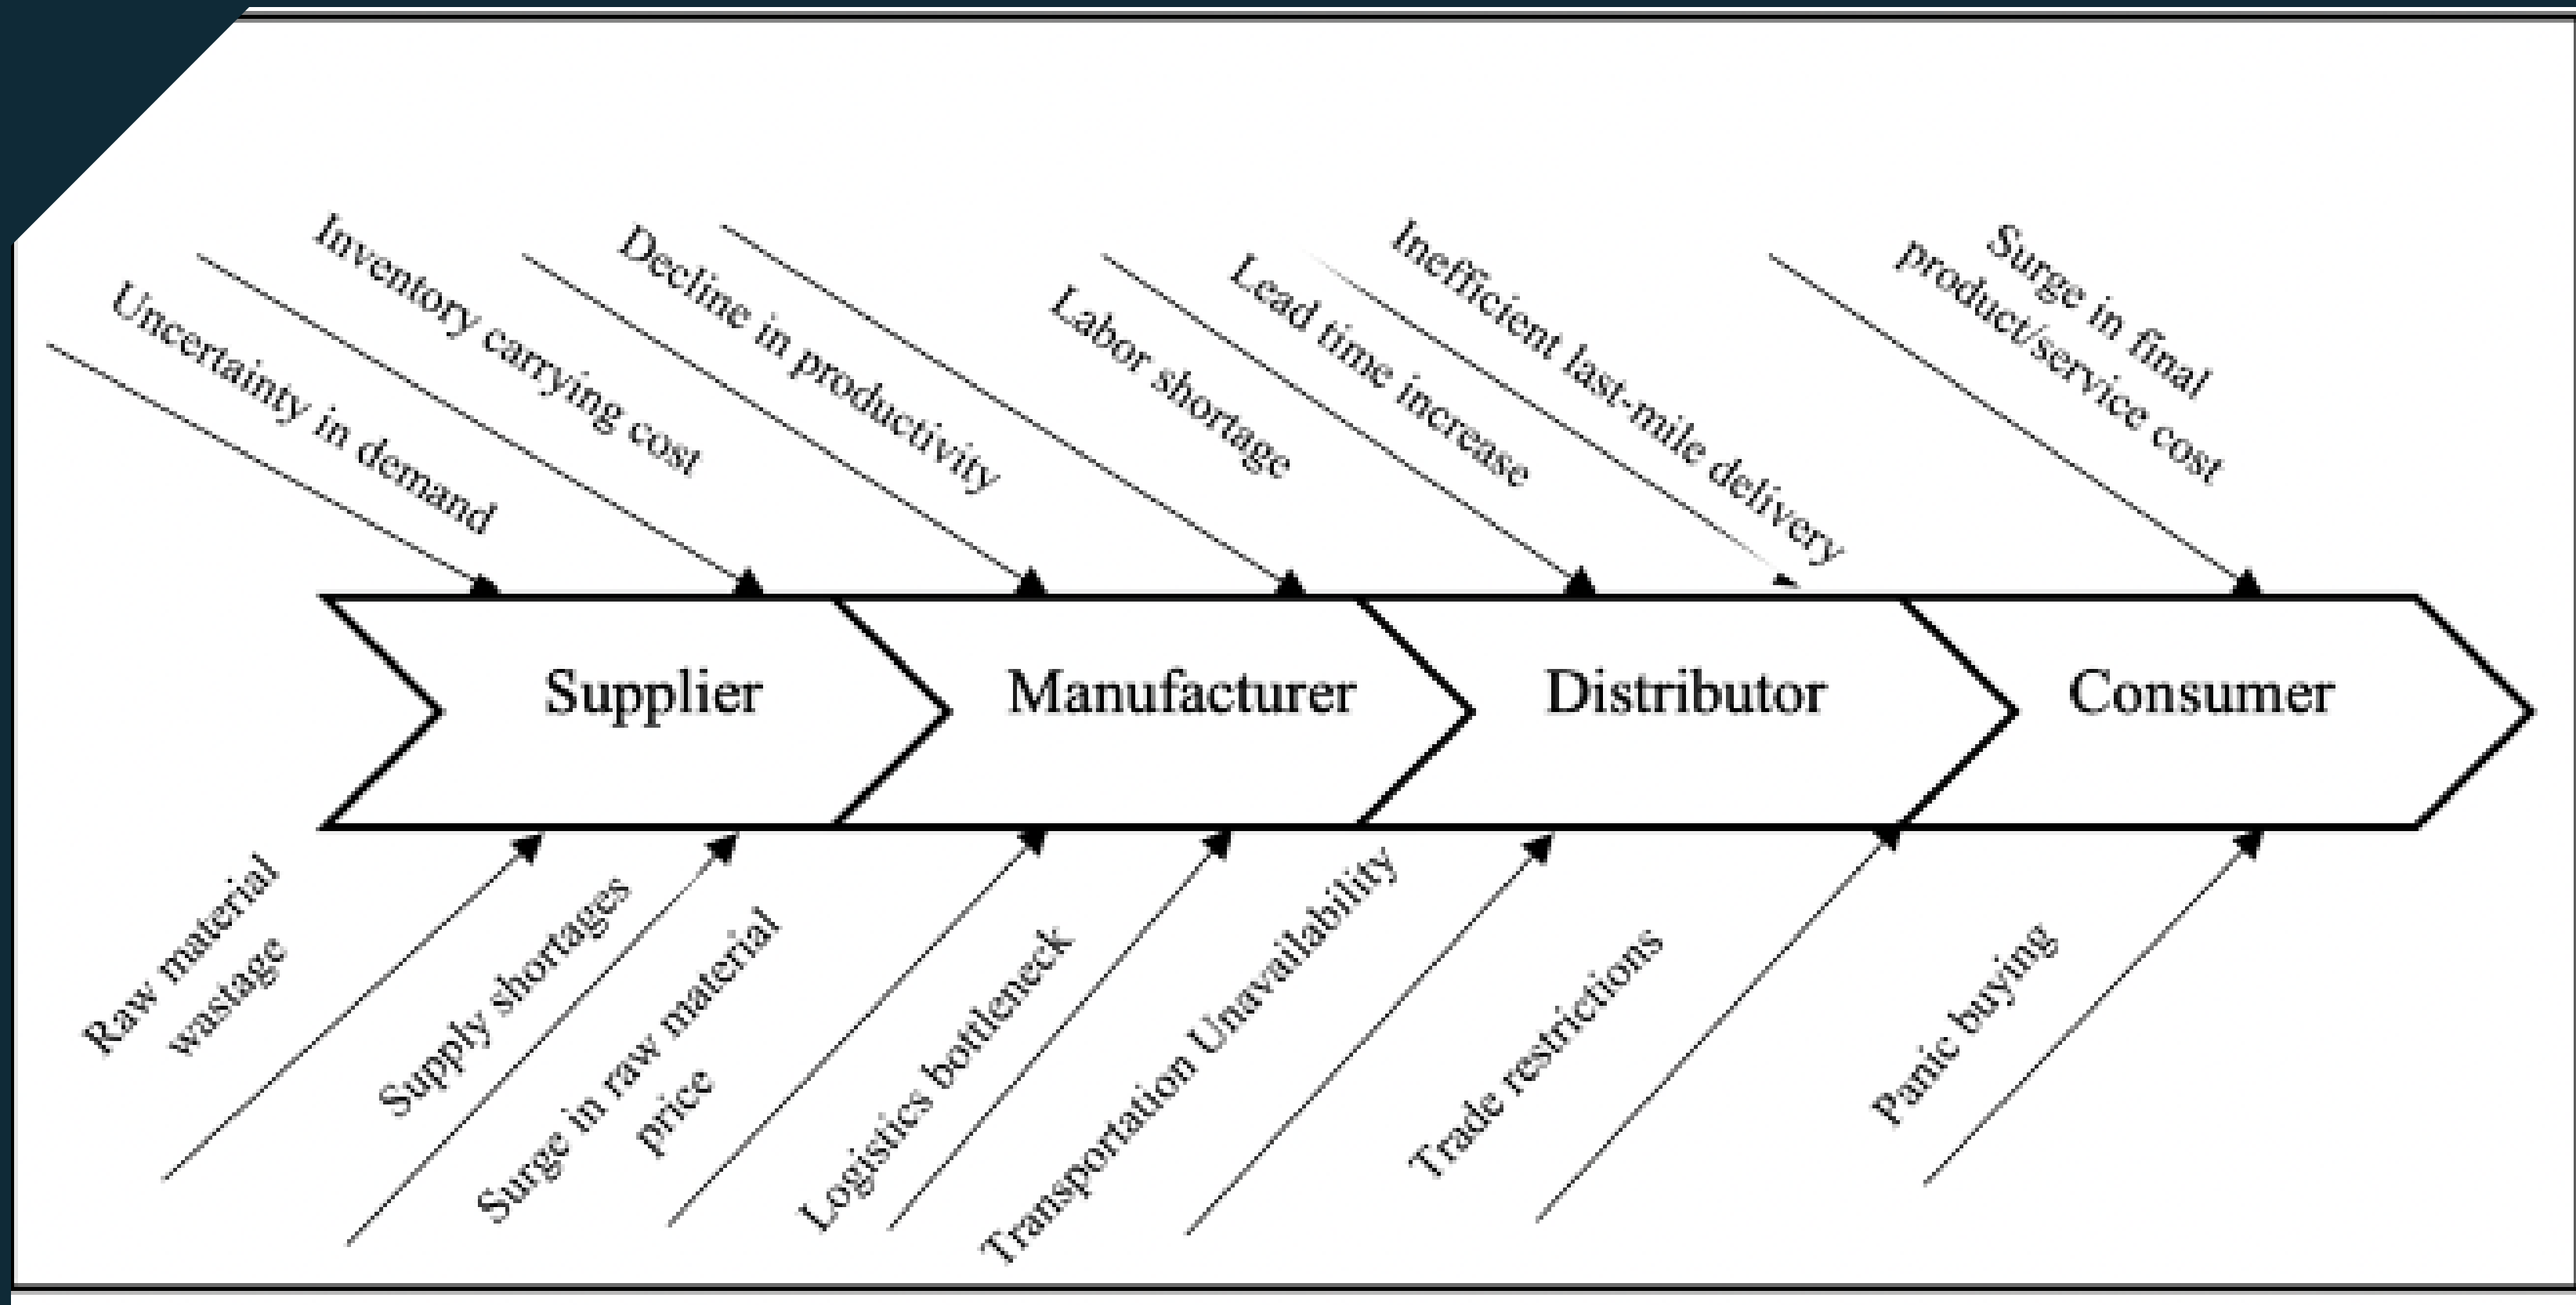 Uncertainty in demand
Inventory carrying cost
Decline in productivity
Labor shortage
Lead time increase
Inefficient last-mile delivery
Surge in final
product/service cost
Supplier
Manufacturer
Distributor
Consumer
Raw material
wastage
Supply shortages
Surge in raw material
price
Logistics bottleneck
Transportation Unavailability
Trade restrictions
Panic buying